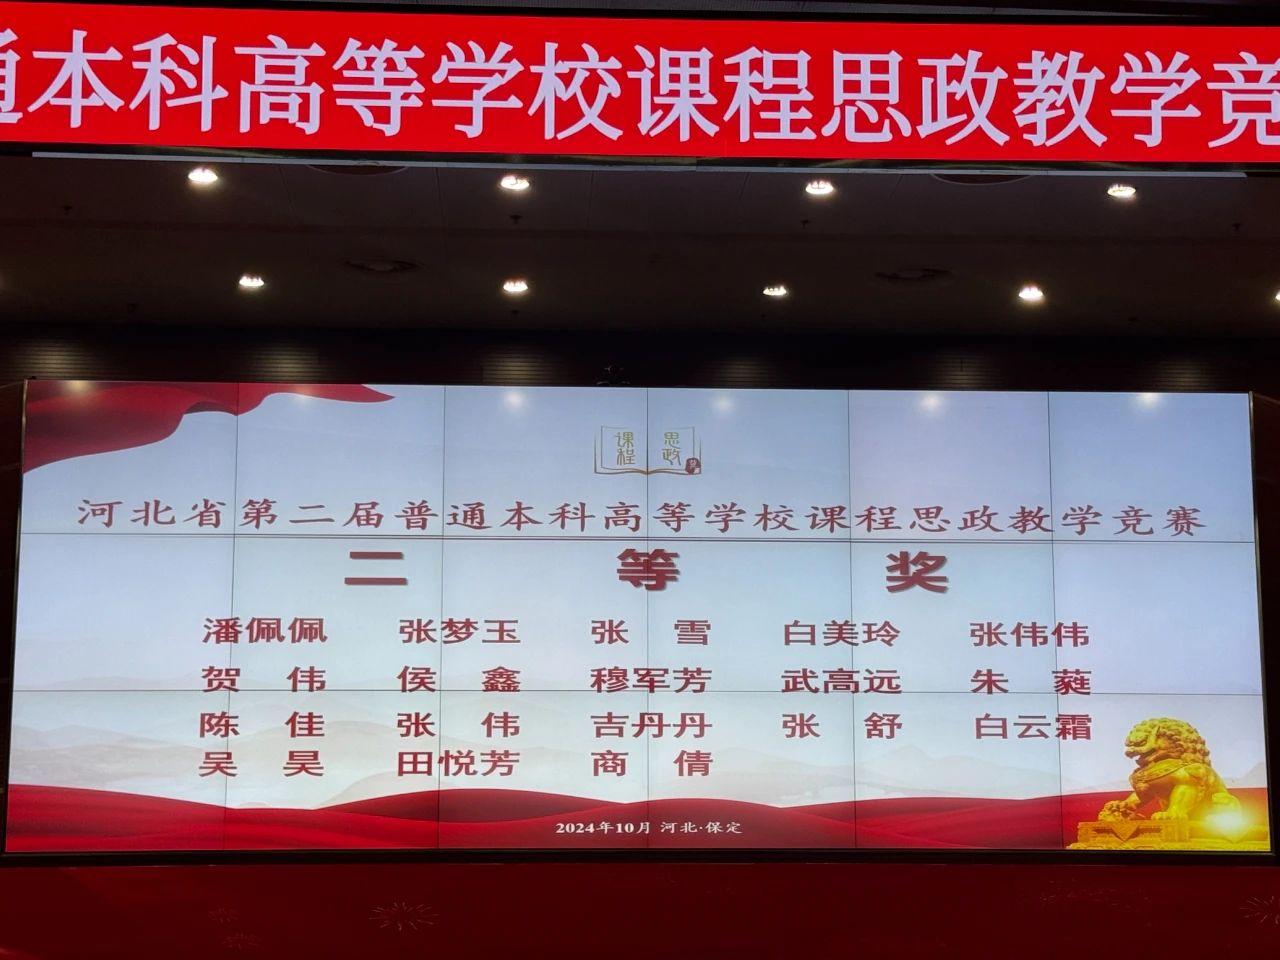 通本科高等学校课程思政教学竞
课程 思政
河北省第二届普通本科高等学校课程思政教学竞赛
二等奖
潘佩佩 张梦玉 张雪 白美玲 张伟伟
贺伟 侯鑫 穆军芳 武高远 朱蕤
陈佳 张伟 吉丹丹 张舒 白云霜
吴昊 田悦芳 商倩
2024年10月 河北·保定